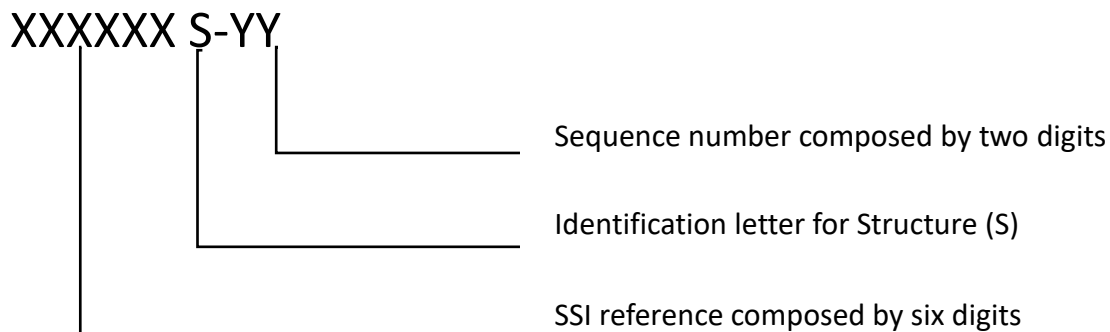 XXXXXX S-YY
Sequence number composed by two digits
Identification letter for Structure (S)
SSI reference composed by six digits